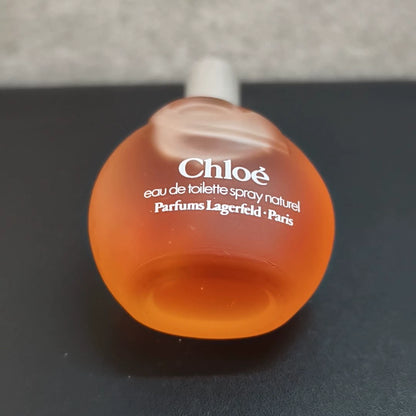 Chloé
eau de toilette spray naturel
Parfums Lagerfeld · Paris